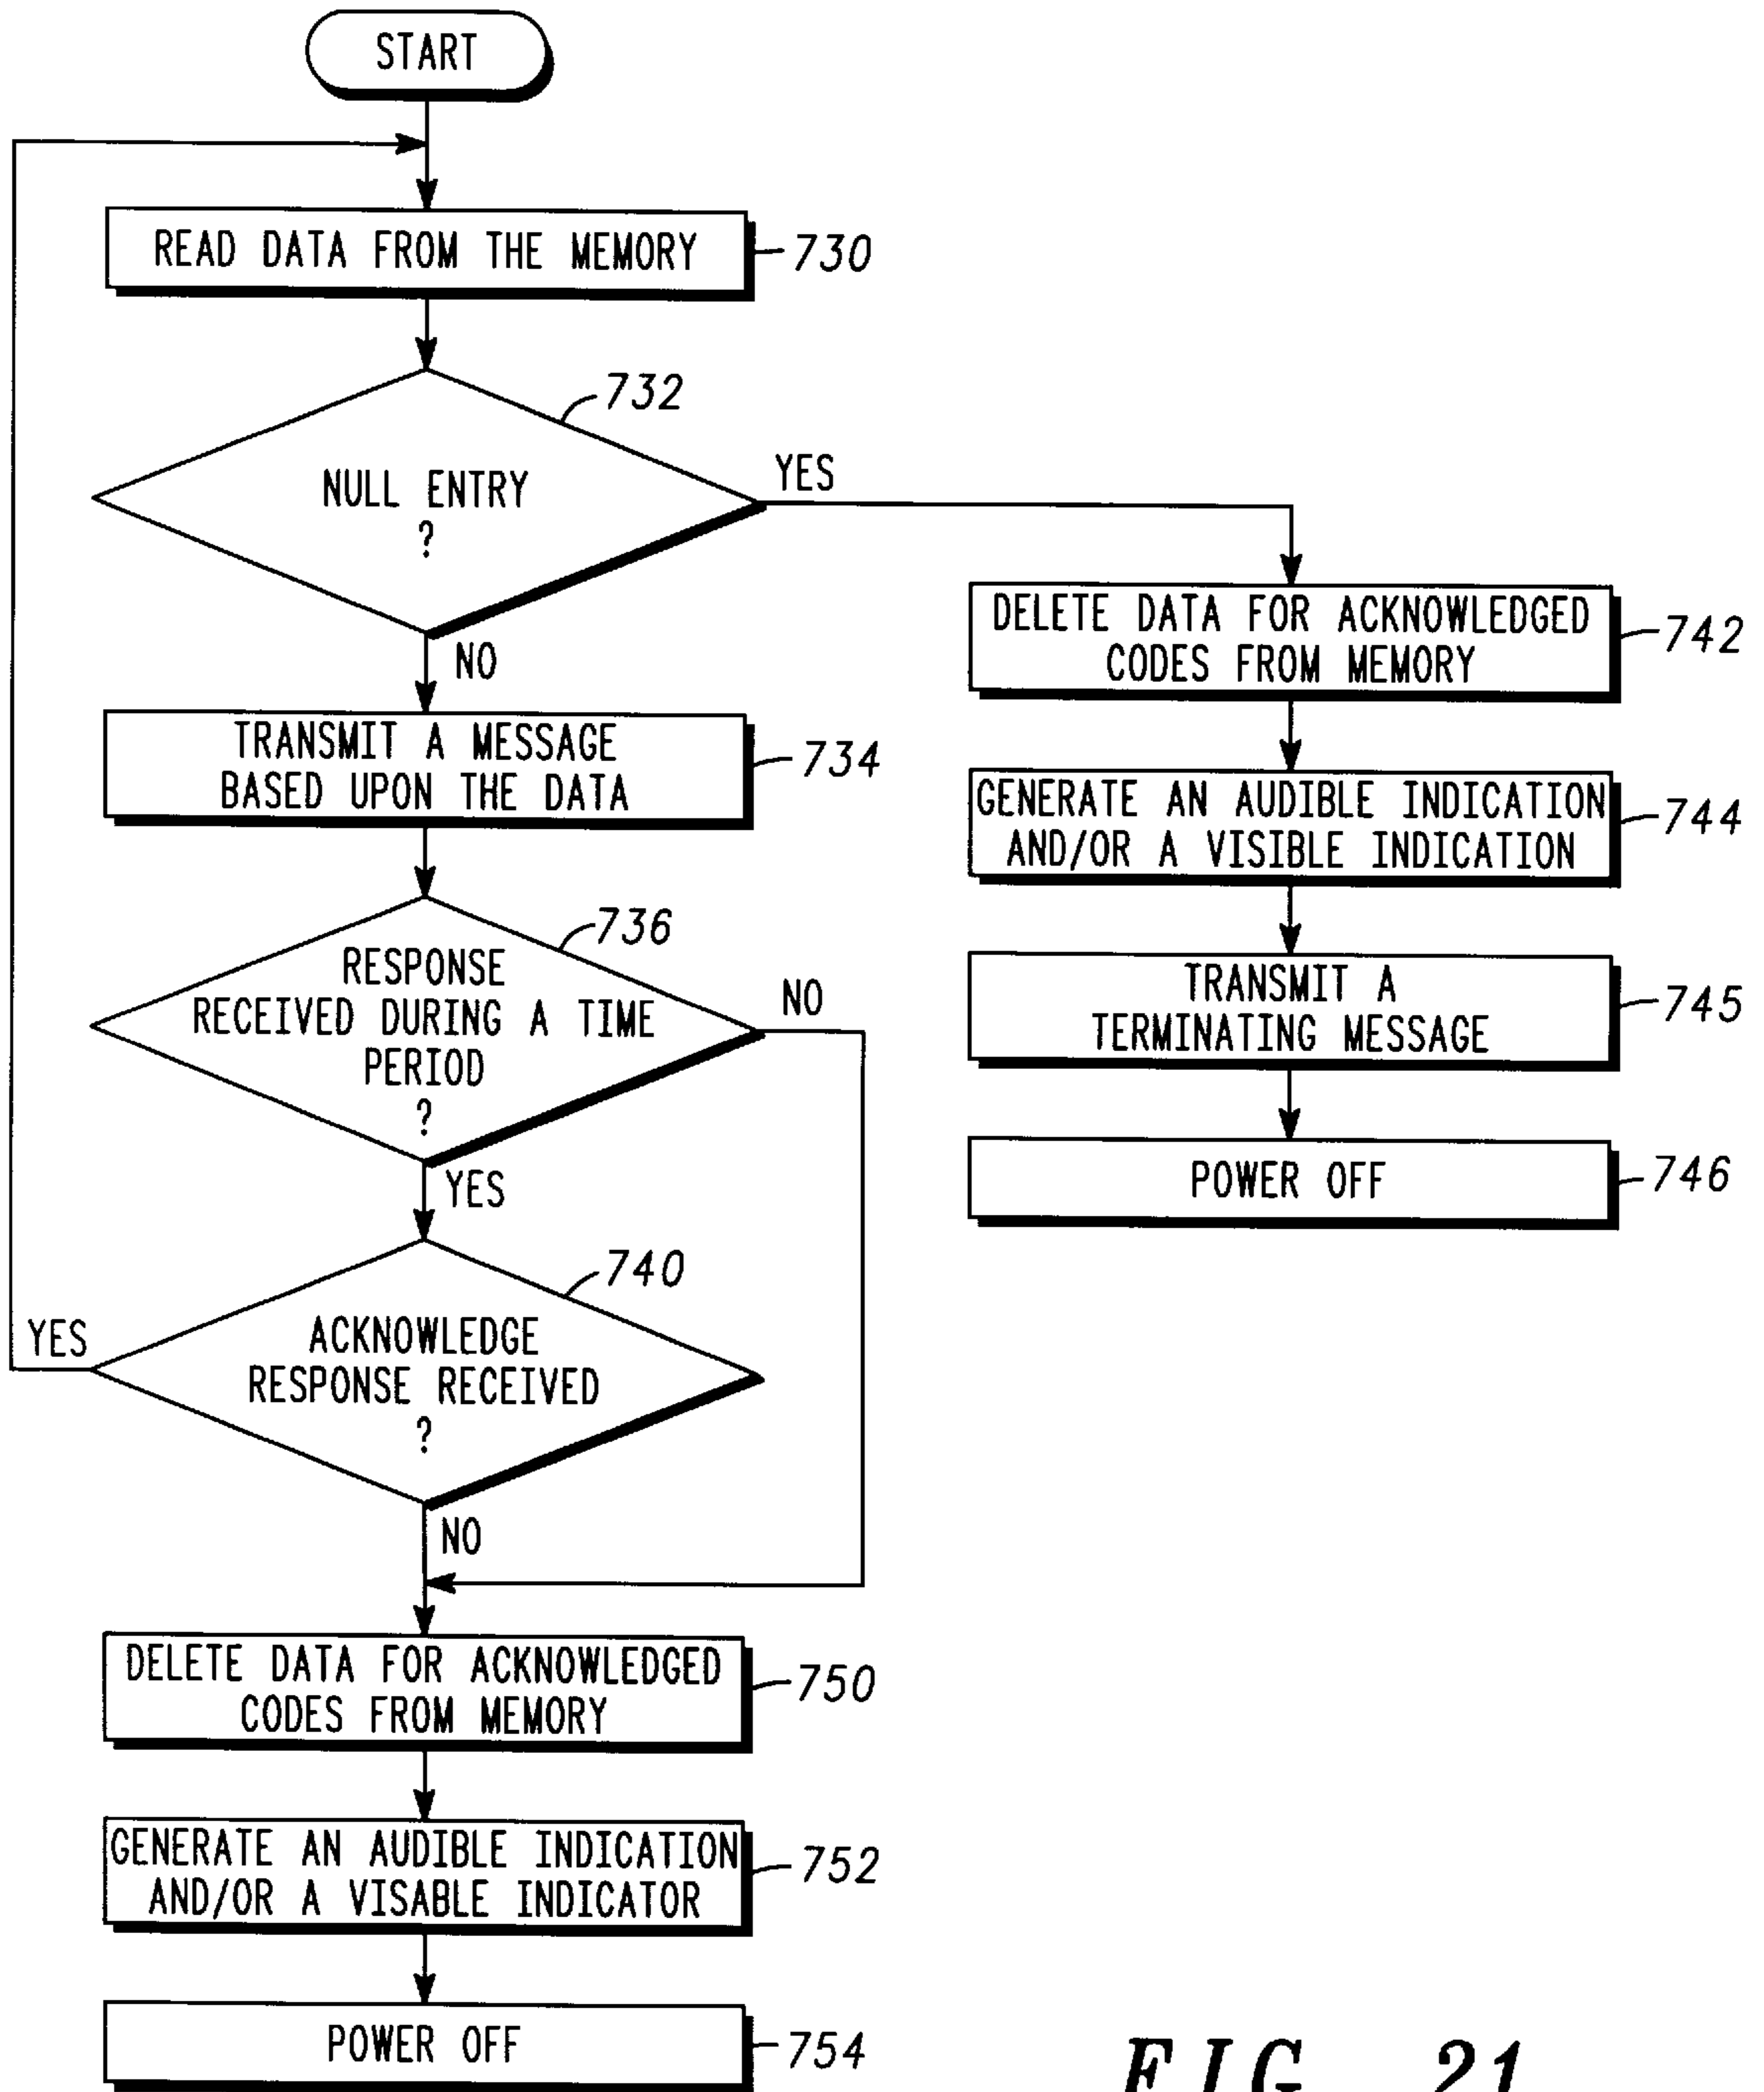 START
READ DATA FROM THE MEMORY
730
732
NULL ENTRY
?
YES
NO
TRANSMIT A MESSAGE
BASED UPON THE DATA
734
736
RESPONSE
RECEIVED DURING A TIME
PERIOD
?
NO
YES
740
ACKNOWLEDGE
RESPONSE RECEIVED
?
YES
NO
DELETE DATA FOR ACKNOWLEDGED
CODES FROM MEMORY
750
GENERATE AN AUDIBLE INDICATION
AND/OR A VISABLE INDICATOR
752
POWER OFF
754
DELETE DATA FOR ACKNOWLEDGED
CODES FROM MEMORY
742
GENERATE AN AUDIBLE INDICATION
AND/OR A VISIBLE INDICATION
744
TRANSMIT A
TERMINATING MESSAGE
745
POWER OFF
746
FIG. 21